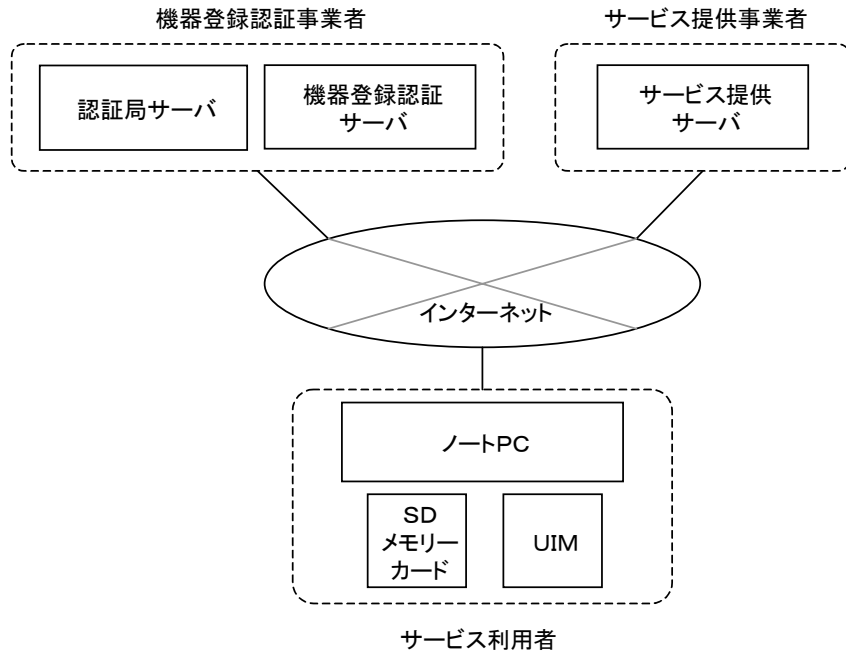 機器登録認証事業者
サービス提供事業者
認証局サーバ
機器登録認証
サーバ
サービス提供
サーバ
インターネット
ノートPC
SD
メモリー
カード
UIM
サービス利用者